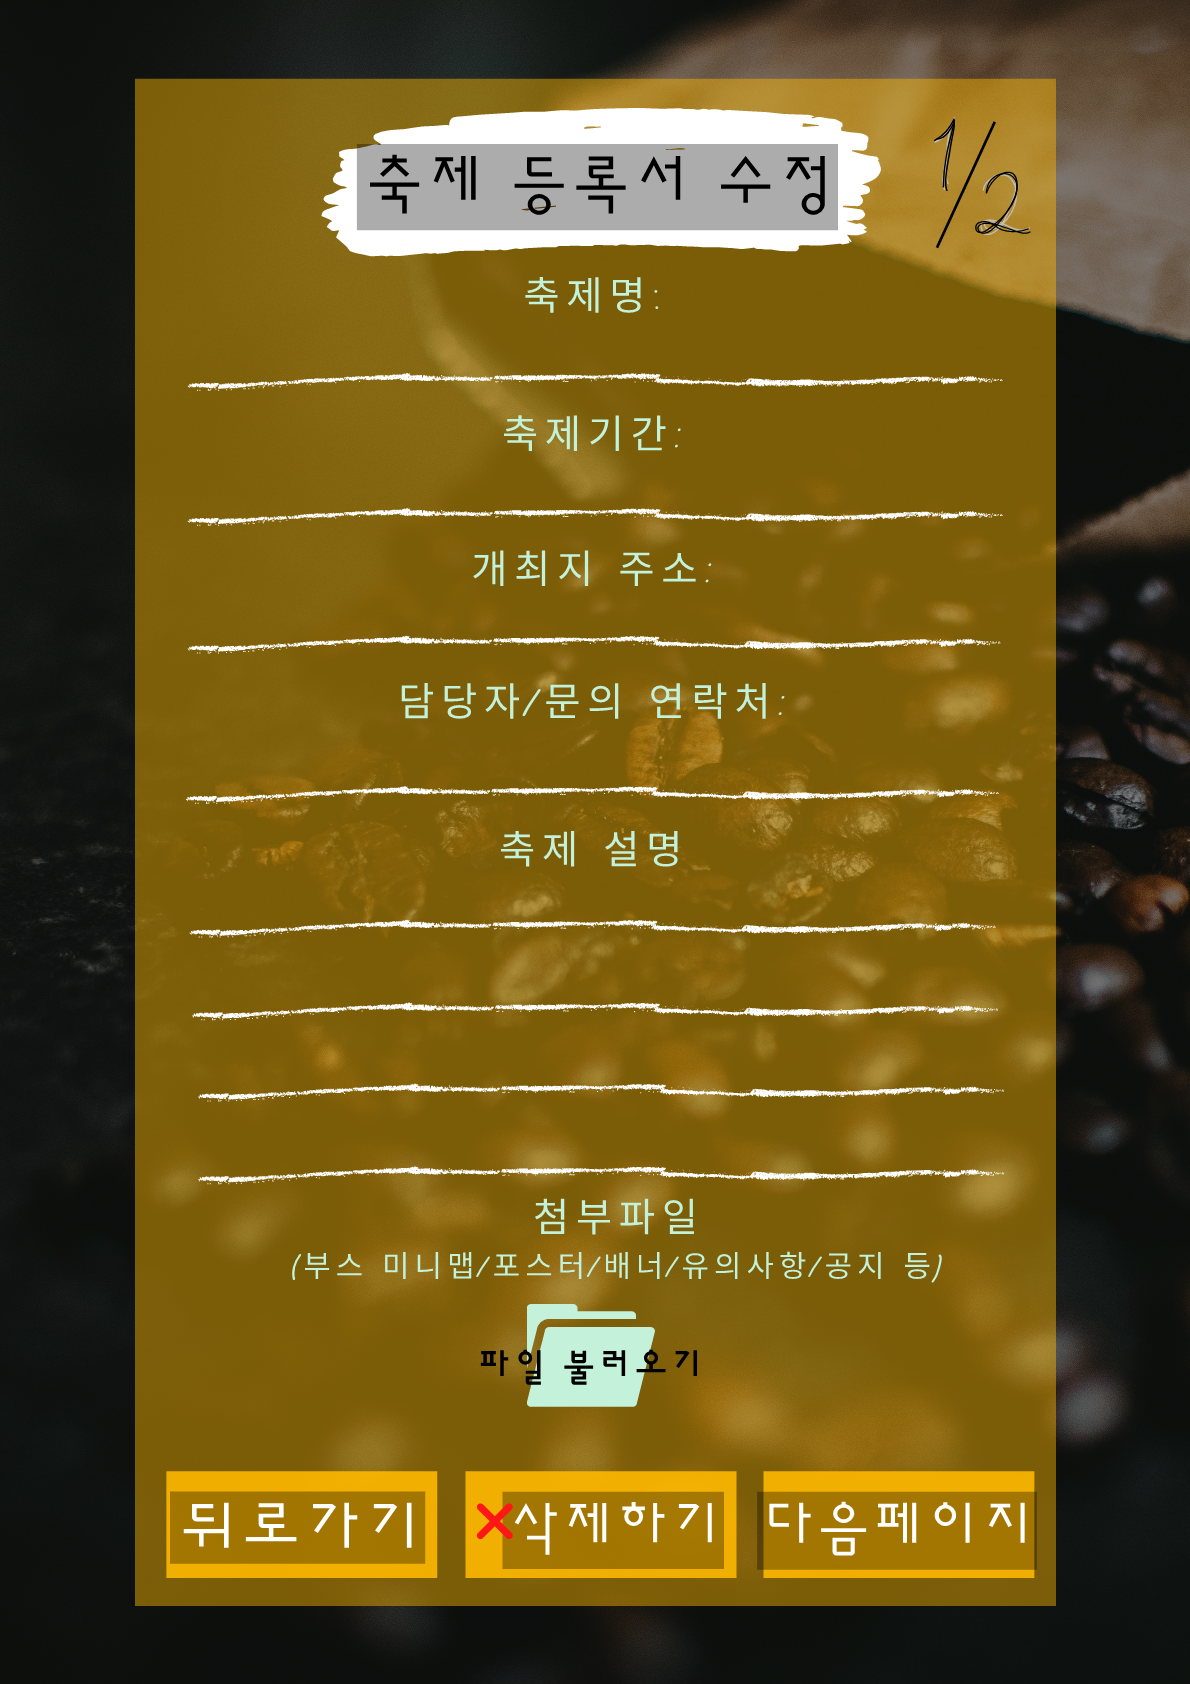 축제 등록서 수정
1/2
축제명:
축제기간:
개최지 주소:
담당자/문의 연락처:
축제 설명
첨부파일
(부스 미니맵/포스터/배너/유의사항/공지 등)
파일 불러오기
뒤로가기
삭제하기
다음페이지